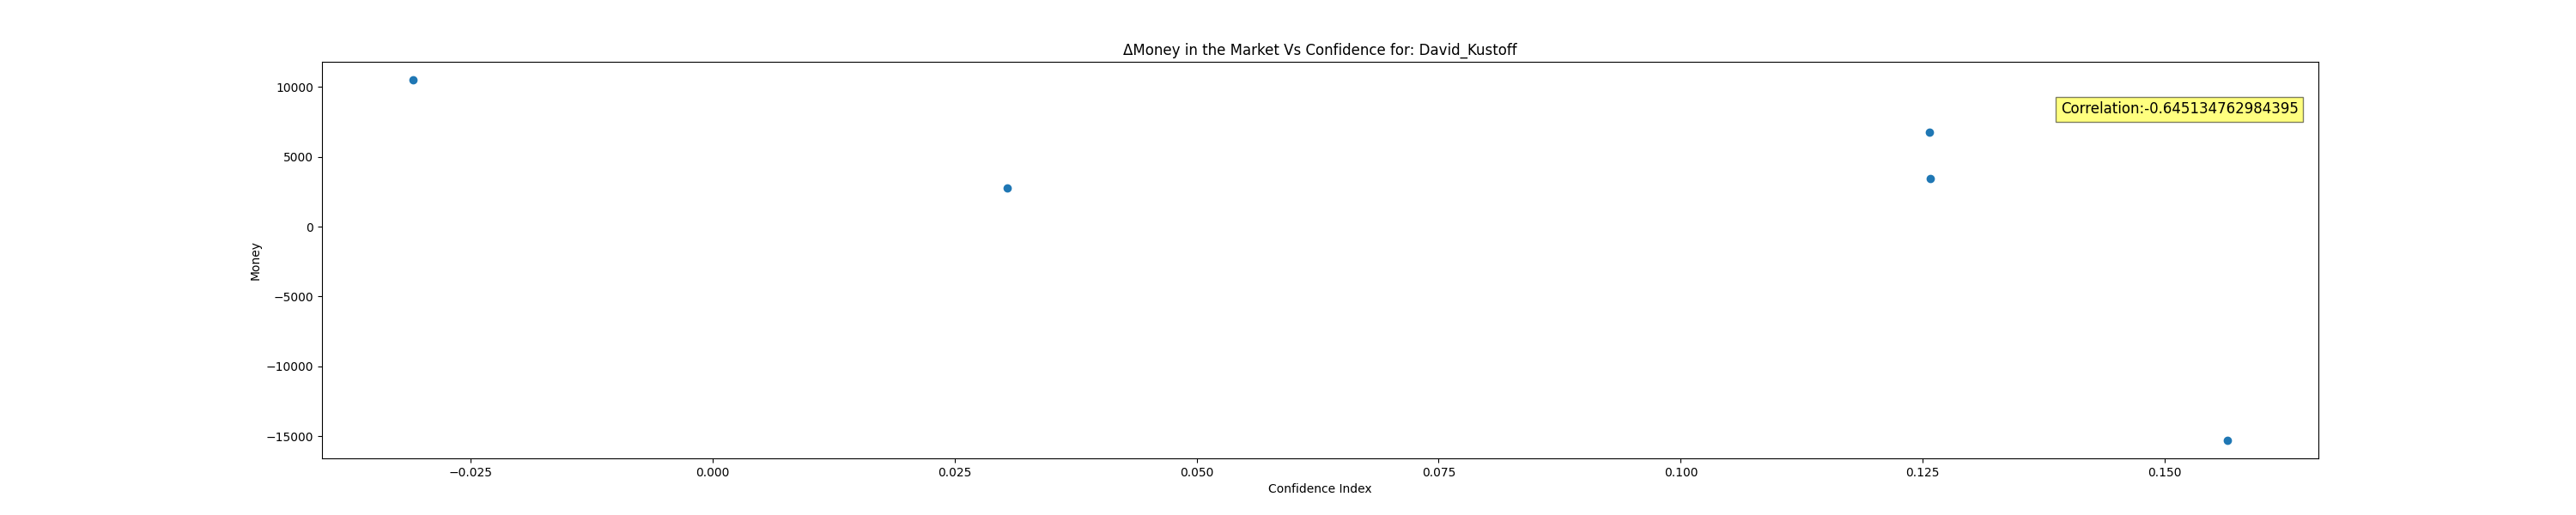 ΔMoney in the Market Vs Confidence for: David_Kustoff
10000
Correlation:-0.645134762984395
5000
0
Money
−5000
−10000
−15000
−0.025 0.000 0.025 0.050 0.075 0.100 0.125 0.150
Confidence Index